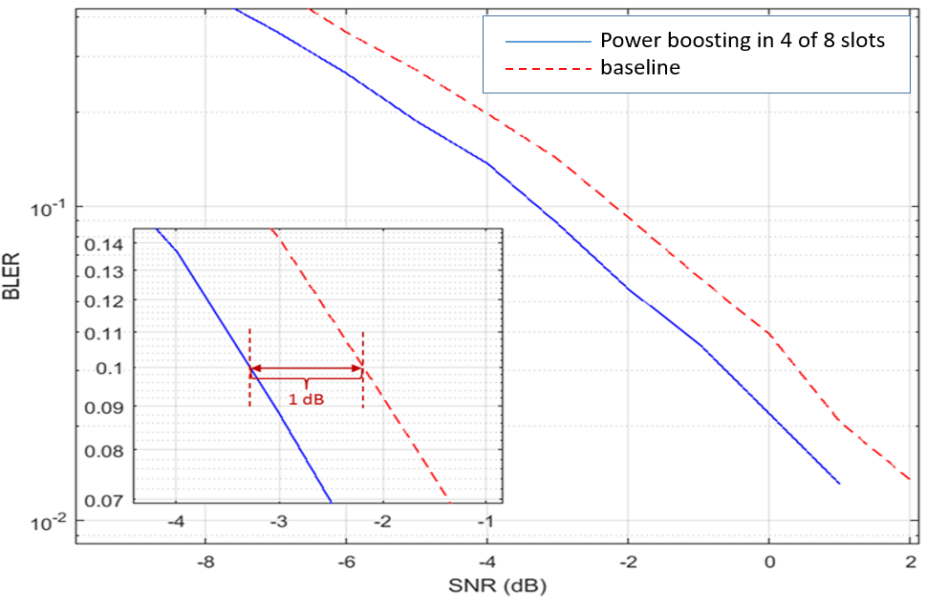 Power boosting in 4 of 8 slots
baseline
10-1
10-2
BLER
0.14
0.13
0.12
0.11
0.1
0.09
0.08
0.07
1 dB
-4 -3 -2 -1
-8 -6 -4 -2 0 2
SNR (dB)